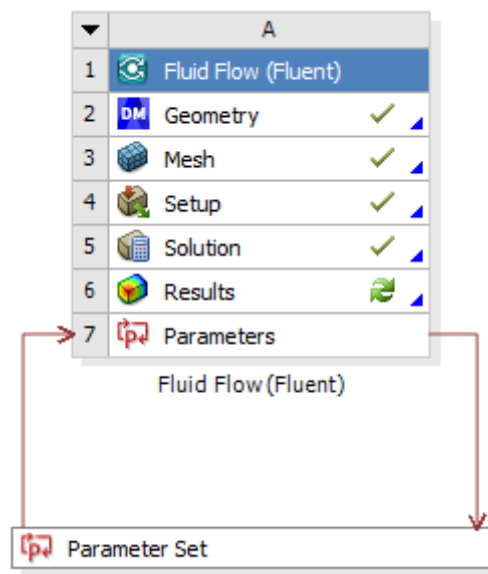 A
1 Fluid Flow (Fluent)
2 DM Geometry
3 Mesh
4 Setup
5 Solution
6 Results
7 p Parameters
Fluid Flow (Fluent)
p Parameter Set